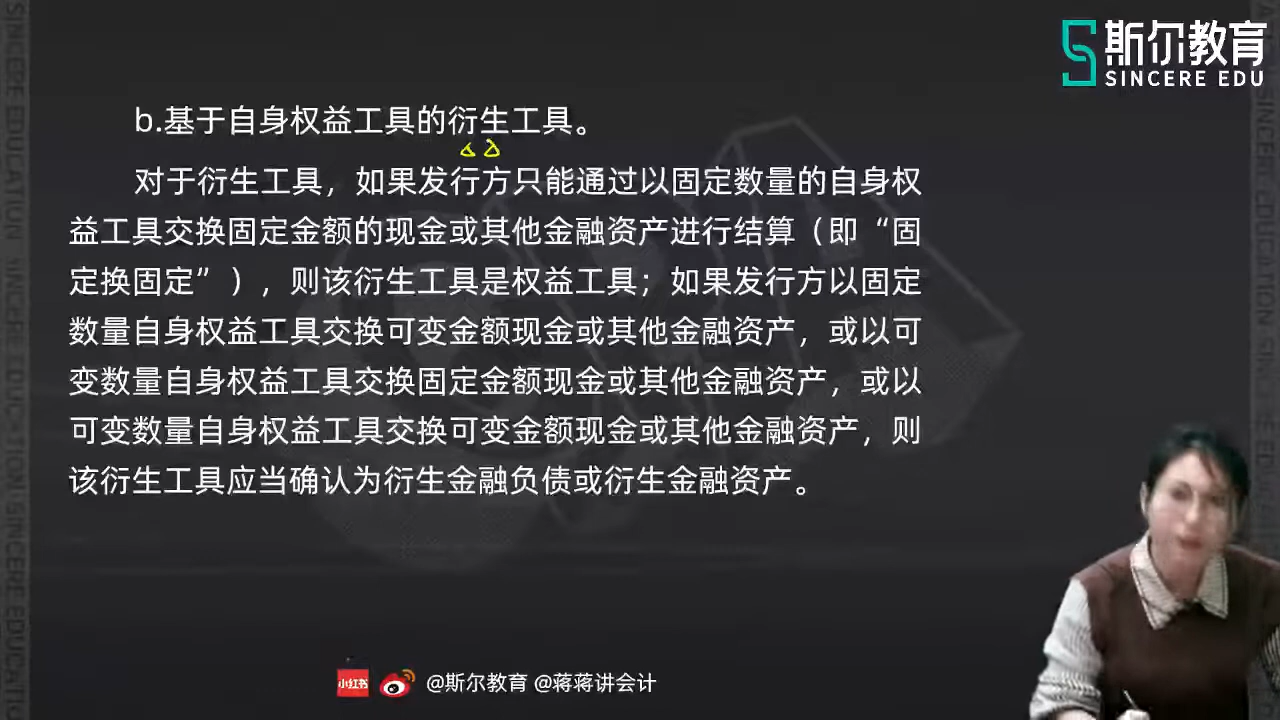 斯尔教育
SINCERE EDU
b.基于自身权益工具的衍生工具。
对于衍生工具，如果发行方只能通过以固定数量的自身权
益工具交换固定金额的现金或其他金融资产进行结算（即“固
定换固定”），则该衍生工具是权益工具；如果发行方以固定
数量自身权益工具交换可变金额现金或其他金融资产，或以可
变数量自身权益工具交换固定金额现金或其他金融资产，或以
可变数量自身权益工具交换可变金额现金或其他金融资产，则
该衍生工具应当确认为衍生金融负债或衍生金融资产。
小红书 @斯尔教育 @蒋蒋讲会计